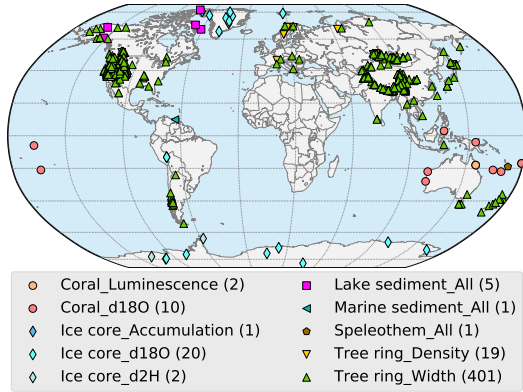 Coral_Luminescence (2)
Coral_d18O (10)
Ice core_Accumulation (1)
Ice core_d18O (20)
Ice core_d2H (2)
Lake sediment_All (5)
Marine sediment_All (1)
Speleothem_All (1)
Tree ring_Density (19)
Tree ring_Width (401)